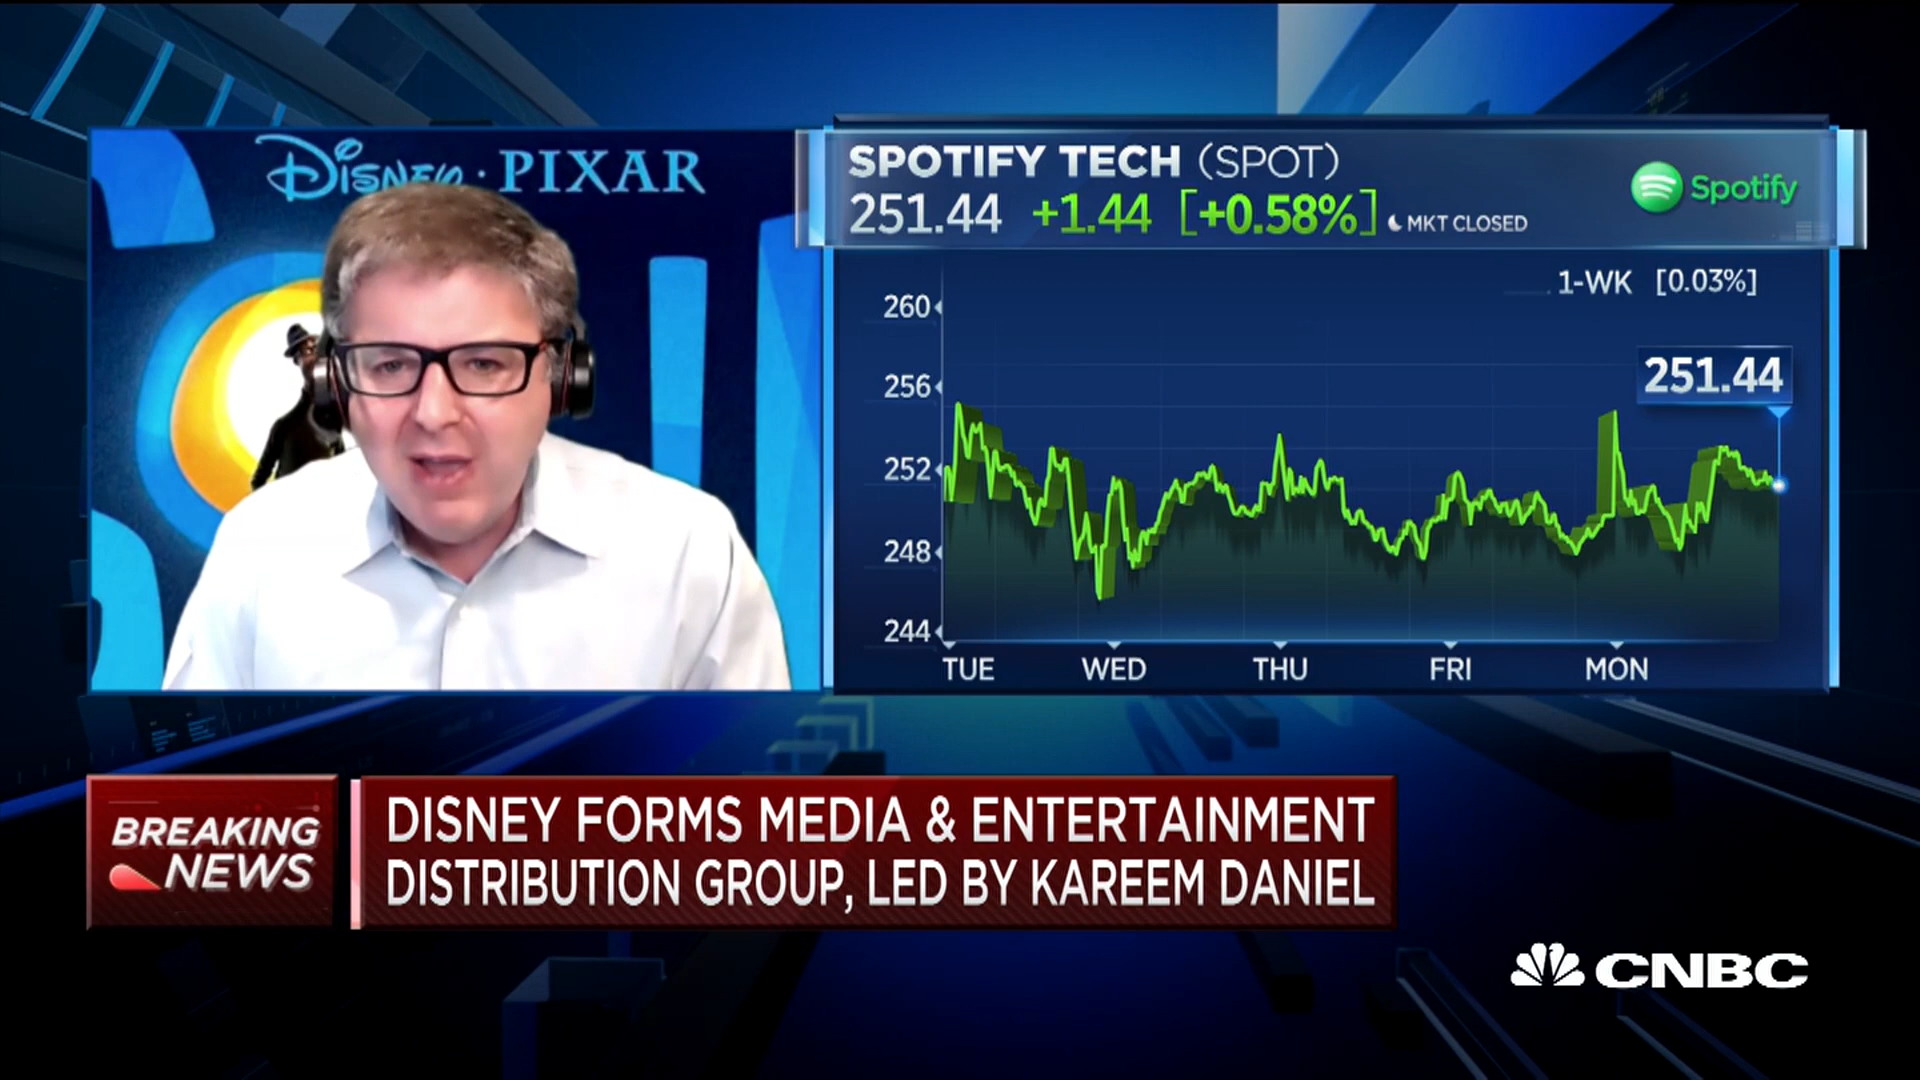 DISNEY · PIXAR
SPOTIFY TECH (SPOT)
251.44 +1.44 [+0.58%] MKT CLOSED
Spotify
1-WK [0.03%]
251.44
260
256
252
248
244
TUE WED THU FRI MON
BREAKING NEWS
DISNEY FORMS MEDIA & ENTERTAINMENT
DISTRIBUTION GROUP, LED BY KAREEM DANIEL
CNBC